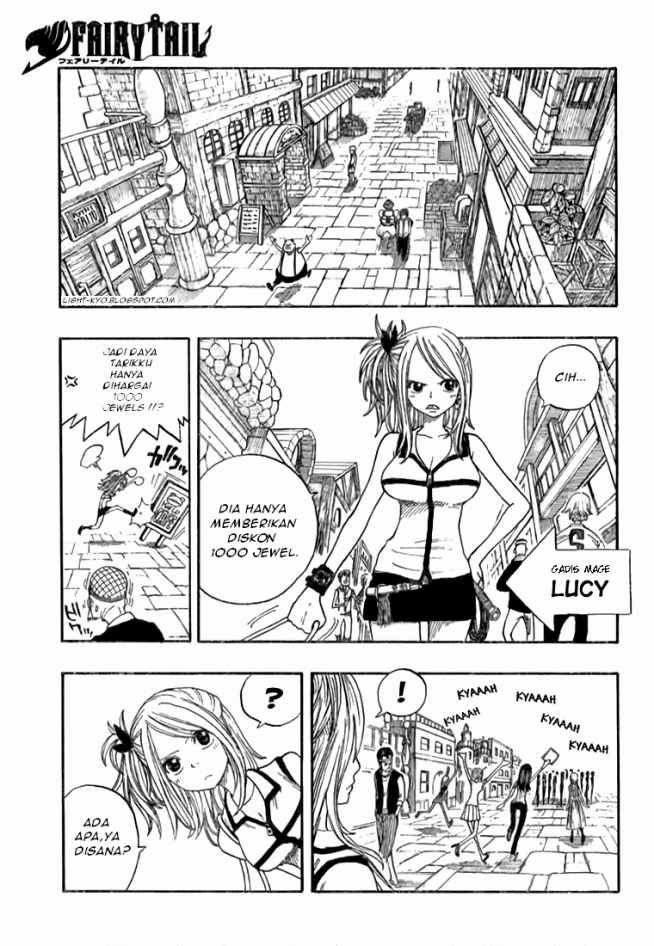 FAIRY TAIL
フェアリーテイル
LIGHT-KYO.BLOGSPOT.COM
CIH...
DIA HANYA
MEMBERIKAN
DISKON
1000 JEWEL.
GADIS MAGE
LUCY
JADI DAYA
TARIKKU
HANYA
DIHARGAI
1000
JEWELS !!?
!
KYAAAH
KYAAAH
KYAAAH
KYAAAH
KYAAAH
?
ADA
APA,YA
DISANA?